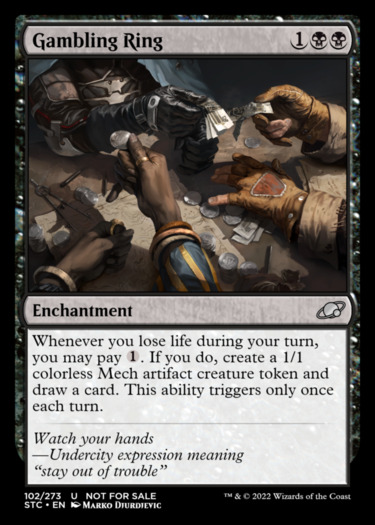 Gambling Ring 1
Enchantment
Whenever you lose life during your turn,
you may pay 1. If you do, create a 1/1
colorless Mech artifact creature token and
draw a card. This ability triggers only once
each turn.
Watch your hands
—Undercity expression meaning
“stay out of trouble”
102/273 U NOT FOR SALE
STC • EN Marko Djurdjevic
™ & © 2022 Wizards of the Coast